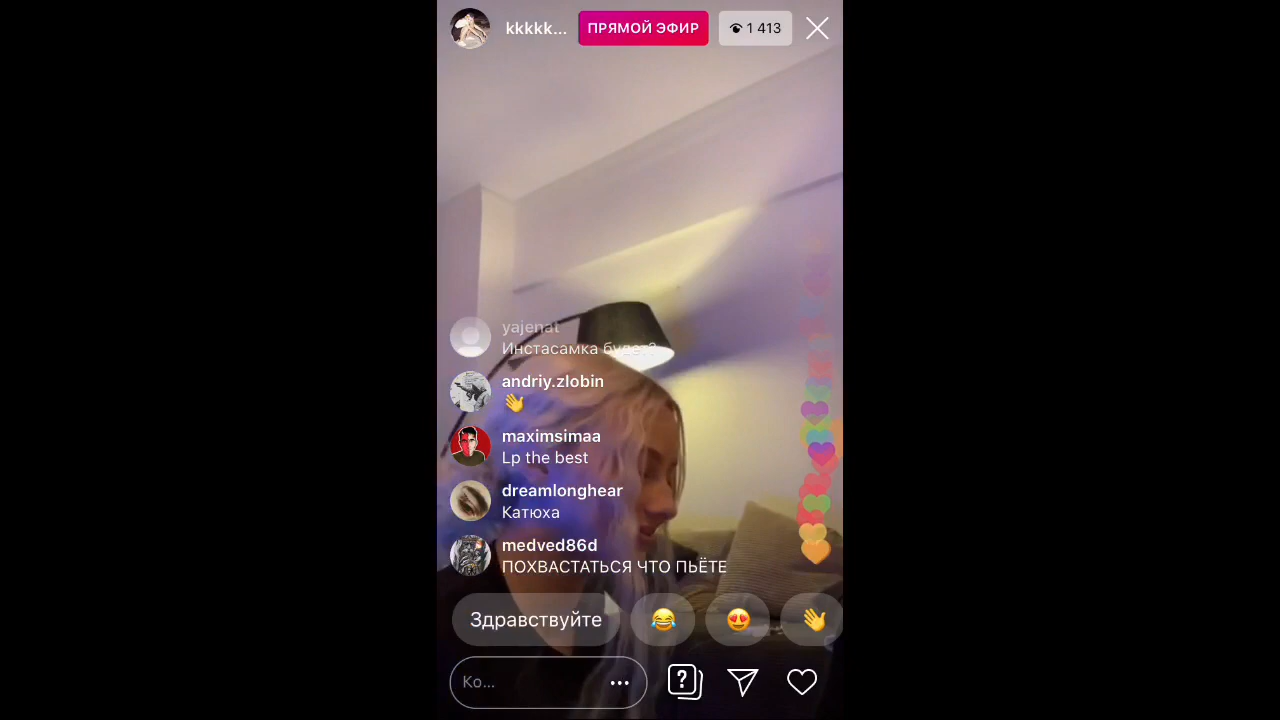 kkkkk...
ПРЯМОЙ ЭФИР
1 413
yajenat
Инстасамка будет?
andriy.zlobin
maximsimaa
Lp the best
dreamlonghear
Катюха
medved86d
ПОХВАСТАТЬСЯ ЧТО ПЬЁТЕ
Здравствуйте
Ко...